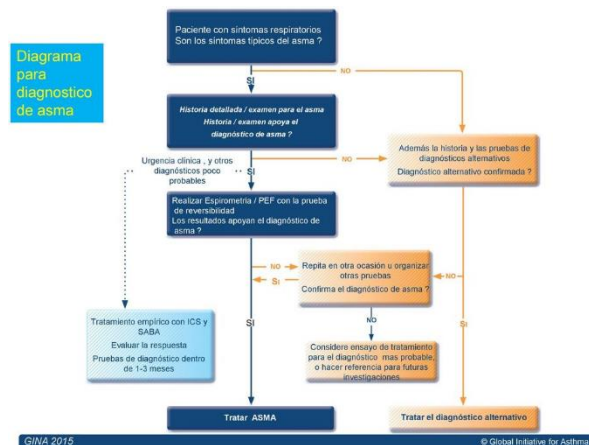 Diagrama
para
diagnostico
de asma
Paciente con síntomas respiratorios
Son los síntomas típicos del asma ?
NO
SI
Historia detallada / examen para el asma
Historia / examen apoya el
diagnóstico de asma ?
Además la historia y las pruebas de
diagnósticos alternativos
Diagnóstico alternativo confirmada ?
NO
Urgencia clínica , y otros
diagnósticos poco
probables
SI
Realizar Espirometría / PEF con la prueba
de reversibilidad
Los resultados apoyan el diagnóstico de
asma ?
NO
SI
Repita en otra ocasión u organizar
otras pruebas
Confirma el diagnóstico de asma ?
NO
Tratamiento empírico con ICS y
SABA
Evaluar la respuesta
Pruebas de diagnóstico dentro
de 1-3 meses
SI
NO
SI
Considere ensayo de tratamiento
para el diagnóstico mas probable,
o hacer referencia para futuras
investigaciones
Tratar ASMA
Tratar el diagnóstico alternativo
GINA 2015
© Global Initiative for Asthma